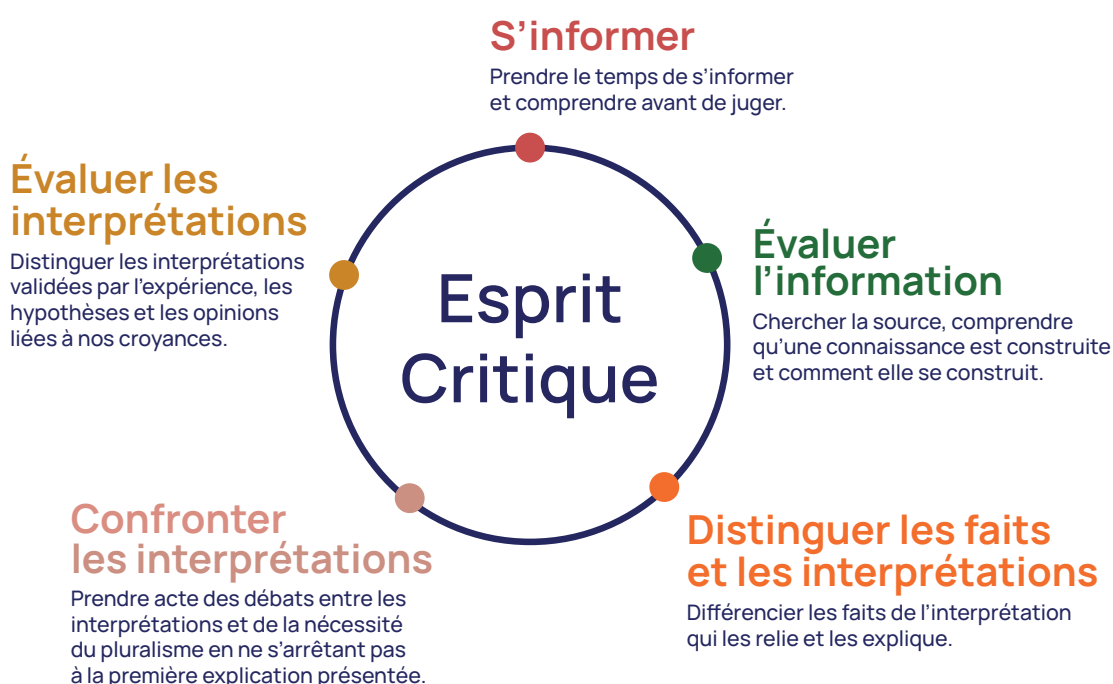 S’informer
Prendre le temps de s’informer
et comprendre avant de juger.
Évaluer
l’information
Chercher la source, comprendre
qu’une connaissance est construite
et comment elle se construit.
Distinguer les faits
et les interprétations
Différencier les faits de l’interprétation
qui les relie et les explique.
Confronter
les interprétations
Prendre acte des débats entre les
interprétations et de la nécessité
du pluralisme en ne s’arrêtant pas
à la première explication présentée.
Évaluer les
interprétations
Distinguer les interprétations
validées par l’expérience, les
hypothèses et les opinions
liées à nos croyances.
Esprit
Critique